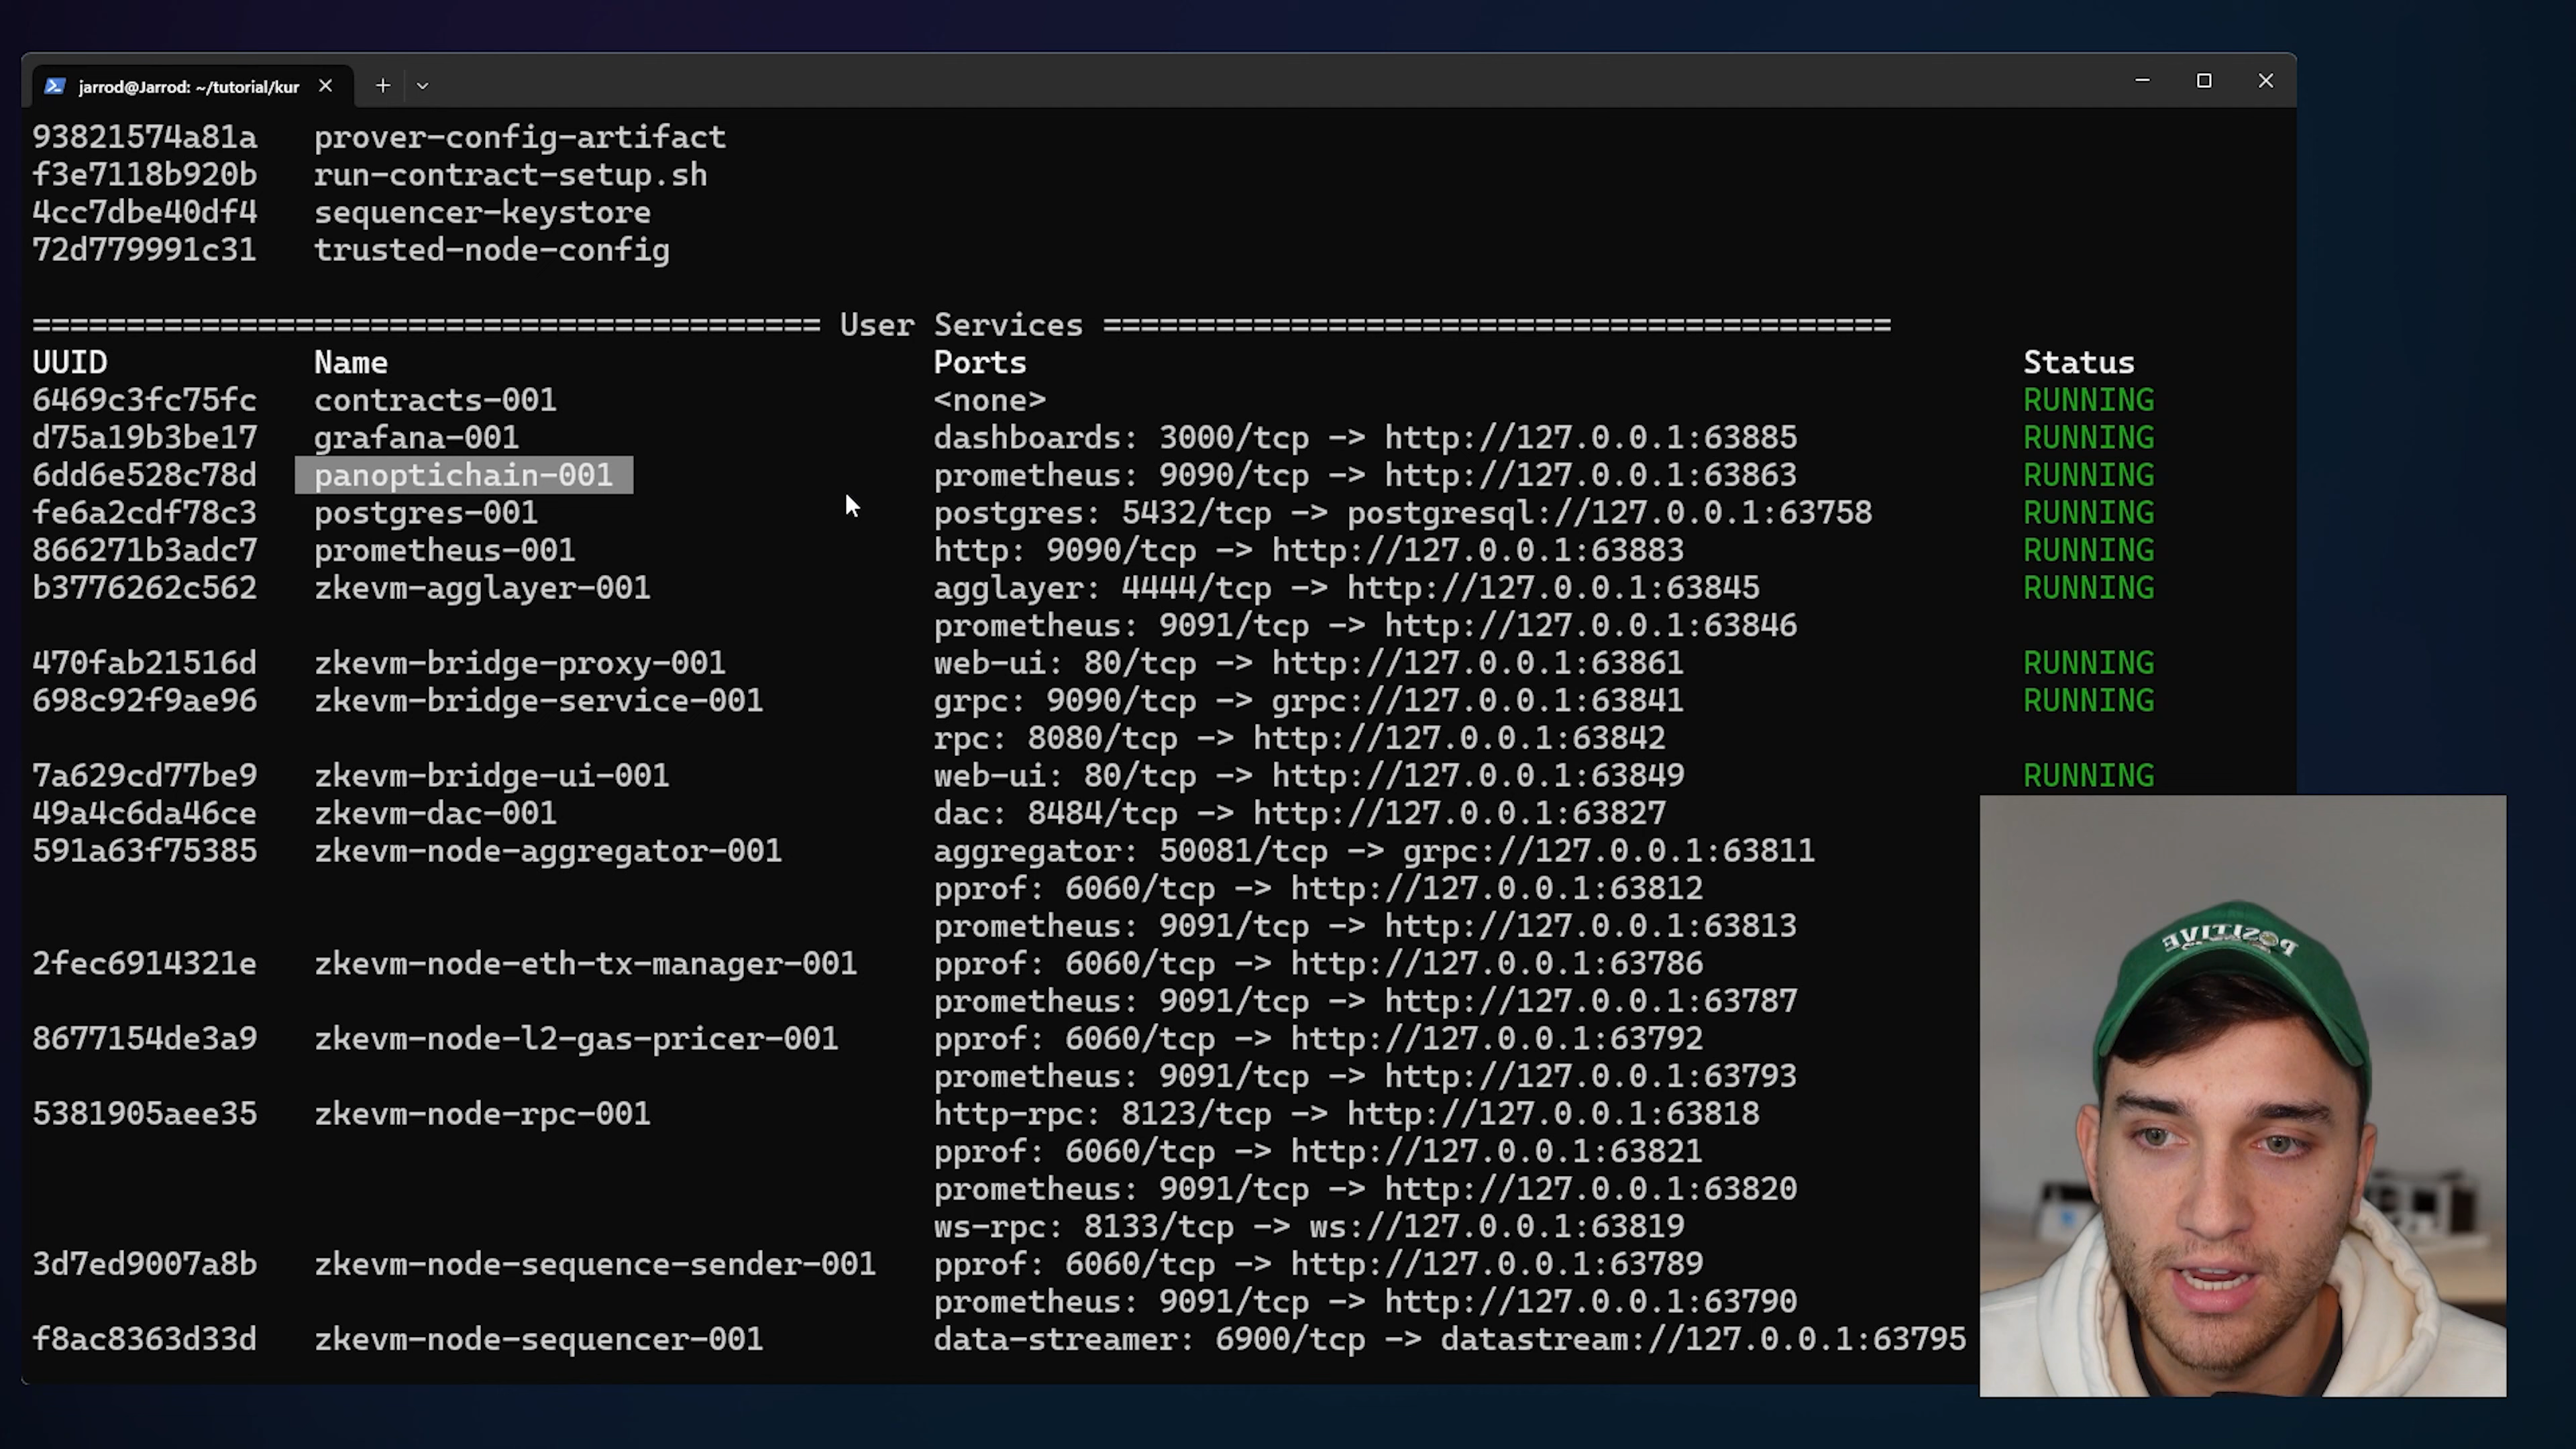 jarrod@Jarrod: ~/tutorial/kur
93821574a81a prover-config-artifact
f3e7118b920b run-contract-setup.sh
4cc7dbe40df4 sequencer-keystore
72d779991c31 trusted-node-config
========================================== User Services ==========================================
UUID Name Ports Status
6469c3fc75fc contracts-001 <none> RUNNING
d75a19b3be17 grafana-001 dashboards: 3000/tcp -> http://127.0.0.1:63885 RUNNING
6dd6e528c78d panoptichain-001 prometheus: 9090/tcp -> http://127.0.0.1:63863 RUNNING
fe6a2cdf78c3 postgres-001 postgres: 5432/tcp -> postgresql://127.0.0.1:63758 RUNNING
866271b3adc7 prometheus-001 http: 9090/tcp -> http://127.0.0.1:63883 RUNNING
b3776262c562 zkevm-agglayer-001 agglayer: 4444/tcp -> http://127.0.0.1:63845 RUNNING
prometheus: 9091/tcp -> http://127.0.0.1:63846
470fab21516d zkevm-bridge-proxy-001 web-ui: 80/tcp -> http://127.0.0.1:63861 RUNNING
698c92f9ae96 zkevm-bridge-service-001 grpc: 9090/tcp -> grpc://127.0.0.1:63841 RUNNING
rpc: 8080/tcp -> http://127.0.0.1:63842
7a629cd77be9 zkevm-bridge-ui-001 web-ui: 80/tcp -> http://127.0.0.1:63849 RUNNING
49a4c6da46ce zkevm-dac-001 dac: 8484/tcp -> http://127.0.0.1:63827
591a63f75385 zkevm-node-aggregator-001 aggregator: 50081/tcp -> grpc://127.0.0.1:63811
pprof: 6060/tcp -> http://127.0.0.1:63812
prometheus: 9091/tcp -> http://127.0.0.1:63813
2fec6914321e zkevm-node-eth-tx-manager-001 pprof: 6060/tcp -> http://127.0.0.1:63786
prometheus: 9091/tcp -> http://127.0.0.1:63787
8677154de3a9 zkevm-node-l2-gas-pricer-001 pprof: 6060/tcp -> http://127.0.0.1:63792
prometheus: 9091/tcp -> http://127.0.0.1:63793
5381905aee35 zkevm-node-rpc-001 http-rpc: 8123/tcp -> http://127.0.0.1:63818
pprof: 6060/tcp -> http://127.0.0.1:63821
prometheus: 9091/tcp -> http://127.0.0.1:63820
ws-rpc: 8133/tcp -> ws://127.0.0.1:63819
3d7ed9007a8b zkevm-node-sequence-sender-001 pprof: 6060/tcp -> http://127.0.0.1:63789
prometheus: 9091/tcp -> http://127.0.0.1:63790
f8ac8363d33d zkevm-node-sequencer-001 data-streamer: 6900/tcp -> datastream://127.0.0.1:63795
POSITIVE